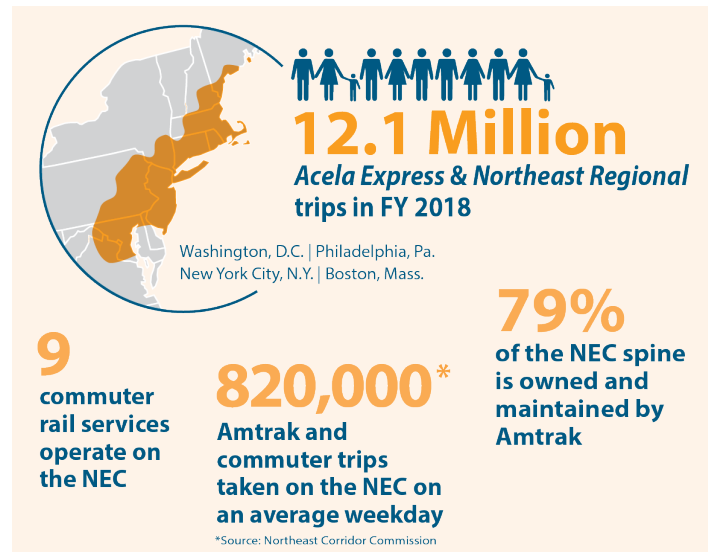 12.1 Million
Acela Express & Northeast Regional
trips in FY 2018
Washington, D.C. | Philadelphia, Pa.
New York City, N.Y. | Boston, Mass.
9
commuter
rail services
operate on
the NEC
820,000*
Amtrak and
commuter trips
taken on the NEC on
an average weekday
*Source: Northeast Corridor Commission
79%
of the NEC spine
is owned and
maintained by
Amtrak